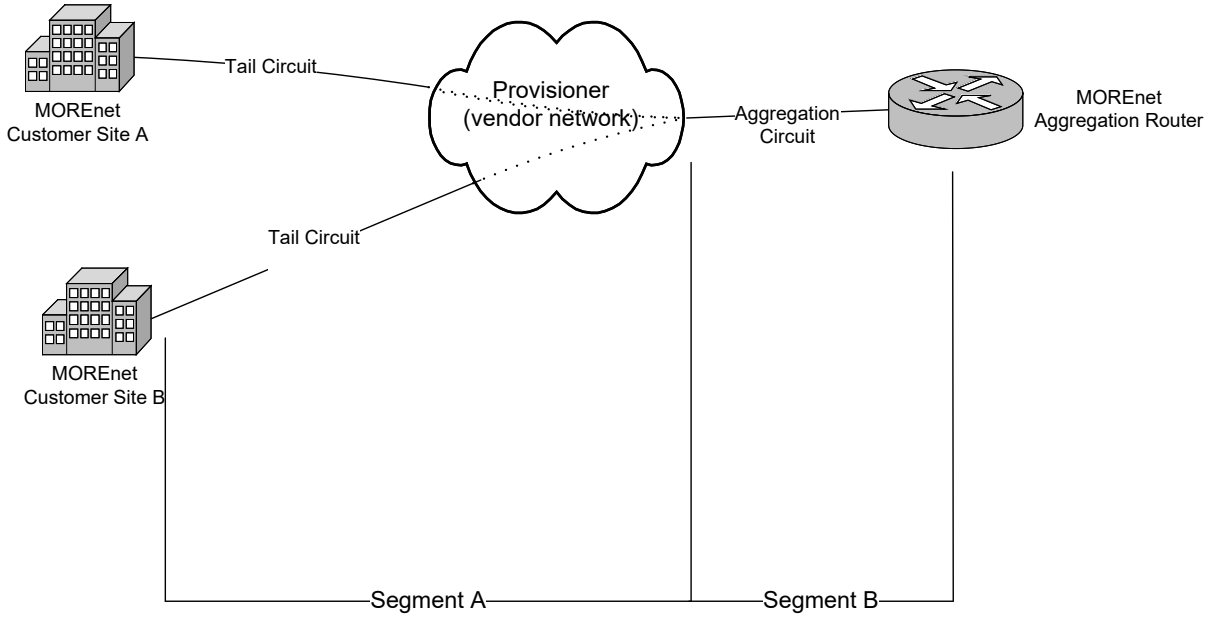 MOREnet
Customer Site A
Tail Circuit
Provisioner
(vendor network)
Aggregation
Circuit
MOREnet
Aggregation Router
Tail Circuit
MOREnet
Customer Site B
Segment A
Segment B